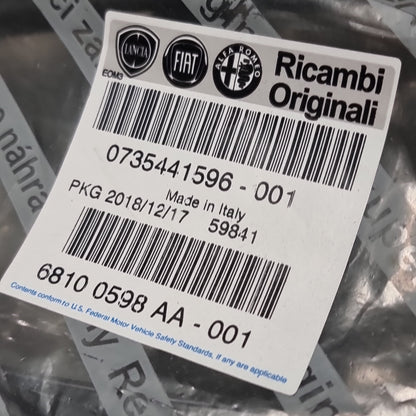 LANCIA
FIAT
ALFA ROMEO
EOM3
Ricambi
Originali
0735441596 - 001
Made in Italy
PKG 2018/12/17 59841
6810 0598 AA - 001
Contents conform to U.S. Federal Motor Vehicle Safety Standards, if any are applicable